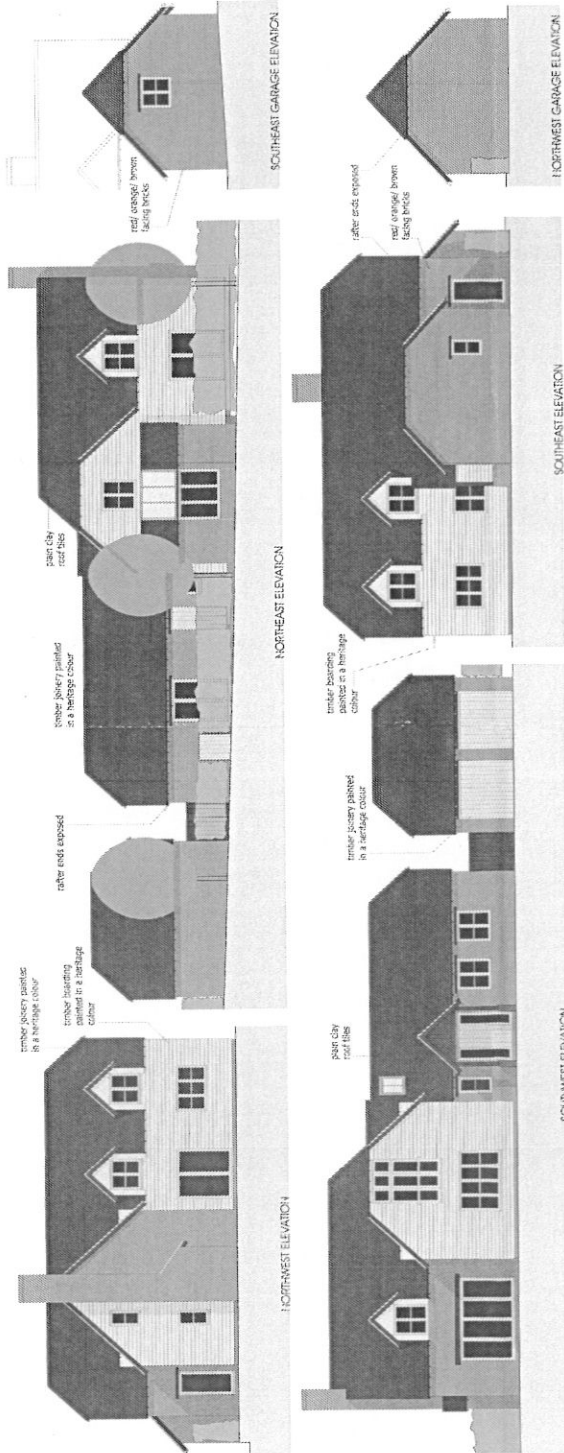 timber joinery painted
in a heritage colour
timber boarding
painted in a heritage
colour
NORTHWEST ELEVATION
rafter ends exposed
timber joinery painted
in a heritage colour
plain clay
roof tiles
NORTHEAST ELEVATION
red/ orange/ brown
facing bricks
SOUTHEAST GARAGE ELEVATION
plain clay
roof tiles
SOUTHWEST ELEVATION
timber joinery painted
in a heritage colour
timber boarding
painted in a heritage
colour
SOUTHEAST ELEVATION
rafter ends exposed
red/ orange/ brown
facing bricks
NORTHWEST GARAGE ELEVATION